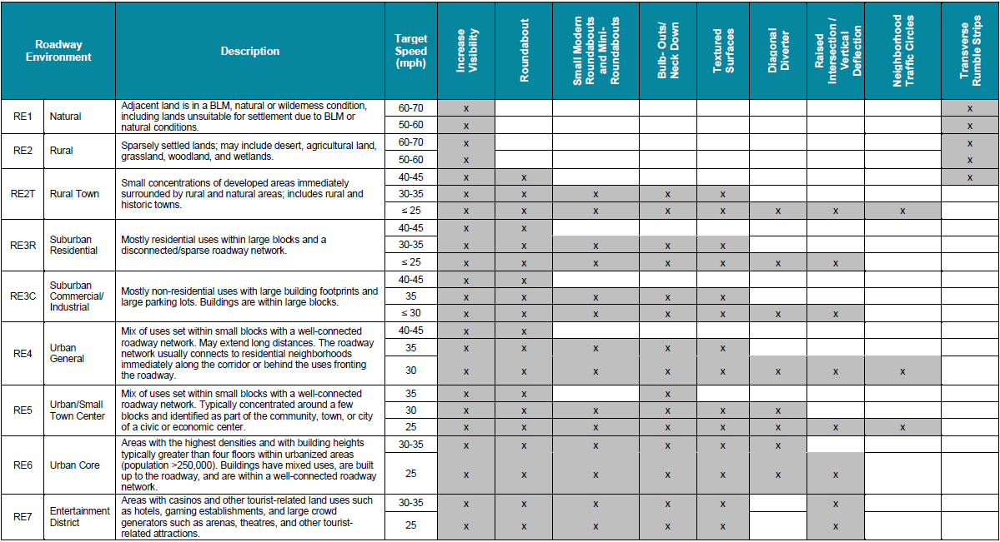 Roadway
Environment
Description
Target
Speed
(mph)
Increase
Visibility
Roundabout
Small Modern
Roundabouts
and Mini-
Roundabouts
Bulb- Outs/
Neck Down
Textured
Surfaces
Diagonal
Diverter
Raised
Intersection /
Vertical
Deflection
Neighborhood
Traffic Circles
Transverse
Rumble Strips
RE1
Natural
Adjacent land is in a BLM, natural or wilderness condition,
including lands unsuitable for settlement due to BLM or
natural conditions.
60-70 x x
50-60 x x
RE2
Rural
Sparsely settled lands; may include desert, agricultural land,
grassland, woodland, and wetlands.
60-70 x x
50-60 x x
RE2T
Rural Town
Small concentrations of developed areas immediately
surrounded by rural and natural areas; includes rural and
historic towns.
40-45 x x x
30-35 x x x x x
≤ 25 x x x x x x x x
RE3R
Suburban
Residential
Mostly residential uses within large blocks and a
disconnected/sparse roadway network.
40-45 x x
30-35 x x x x x
≤ 25 x x x x x x x
RE3C
Suburban
Commercial/
Industrial
Mostly non-residential uses with large building footprints and
large parking lots. Buildings are within large blocks.
40-45 x x
35 x x x x x
≤ 30 x x x x x x x
RE4
Urban
General
Mix of uses set within small blocks with a well-connected
roadway network. May extend long distances. The roadway
network usually connects to residential neighborhoods
immediately along the corridor or behind the uses fronting
the roadway.
40-45 x x
35 x x x x x
30 x x x x x x x x
RE5
Urban/Small
Town Center
Mix of uses set within small blocks with a well-connected
roadway network. Typically concentrated around a few
blocks and identified as part of the community, town, or city
of a civic or economic center.
35 x x x
30 x x x x x x
25 x x x x x x x x
RE6
Urban Core
Areas with the highest densities and with building heights
typically greater than four floors within urbanized areas
(population >250,000). Buildings have mixed uses, are built
up to the roadway, and are within a well-connected roadway
network.
30-35 x x x x x x
25 x x x x x x x
RE7
Entertainment
District
Areas with casinos and other tourist-related land uses such
as hotels, gaming establishments, and large crowd
generators such as arenas, theatres, and other tourist-
related attractions.
30-35 x x x x x x
25 x x x x x x